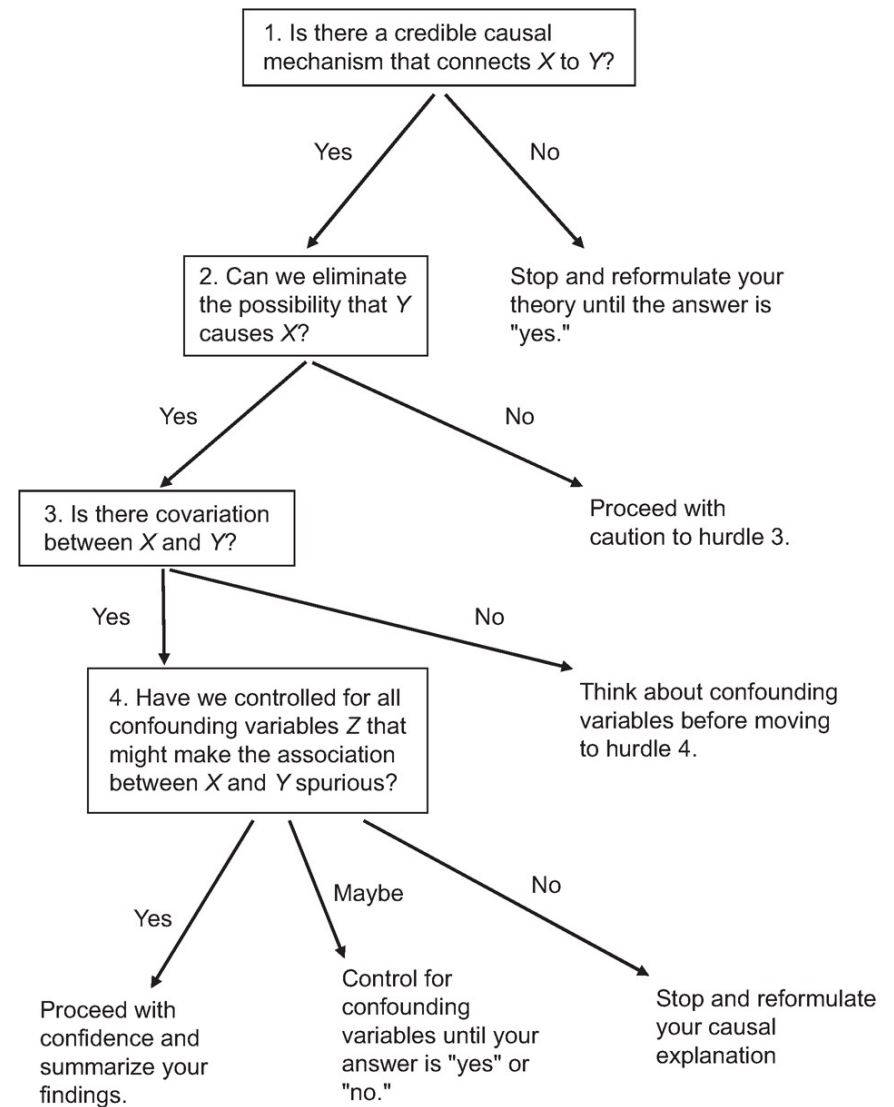 1. Is there a credible causal
mechanism that connects X to Y?
Yes
No
2. Can we eliminate
the possibility that Y
causes X?
Stop and reformulate your
theory until the answer is
"yes."
Yes
No
3. Is there covariation
between X and Y?
Proceed with
caution to hurdle 3.
Yes
No
4. Have we controlled for all
confounding variables Z that
might make the association
between X and Y spurious?
Think about confounding
variables before moving
to hurdle 4.
Yes
Maybe
No
Proceed with
confidence and
summarize your
findings.
Control for
confounding
variables until your
answer is "yes" or
"no."
Stop and reformulate
your causal
explanation